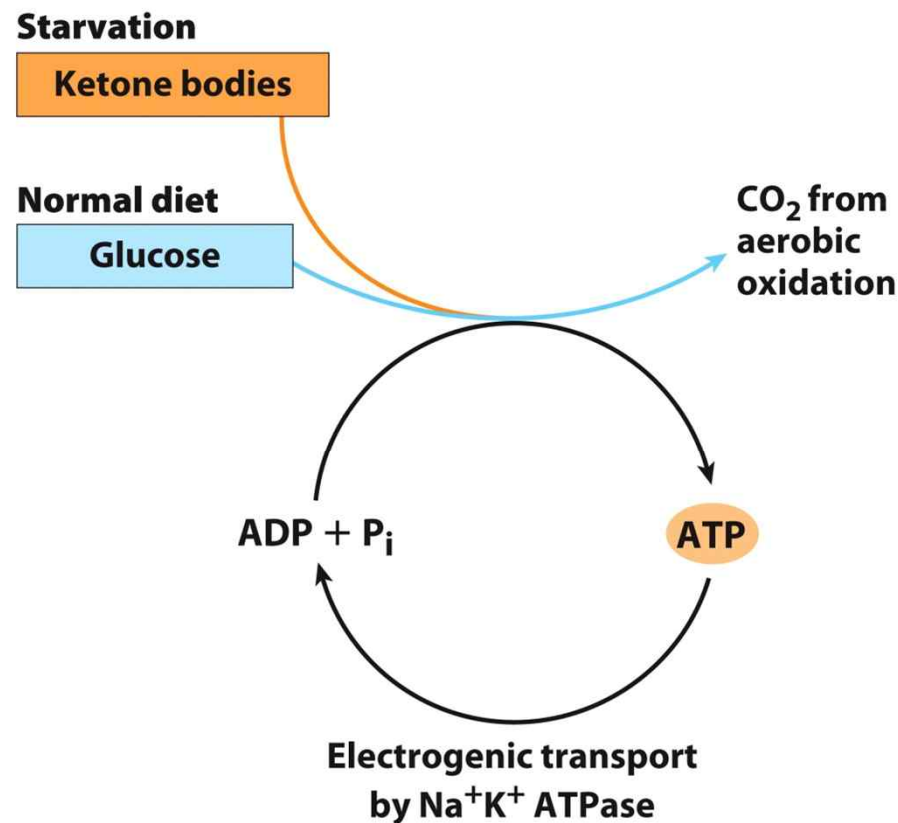 Starvation
Ketone bodies
Normal diet
Glucose
CO₂ from
aerobic
oxidation
ADP + Pᵢ
ATP
Electrogenic transport
by Na⁺K⁺ ATPase